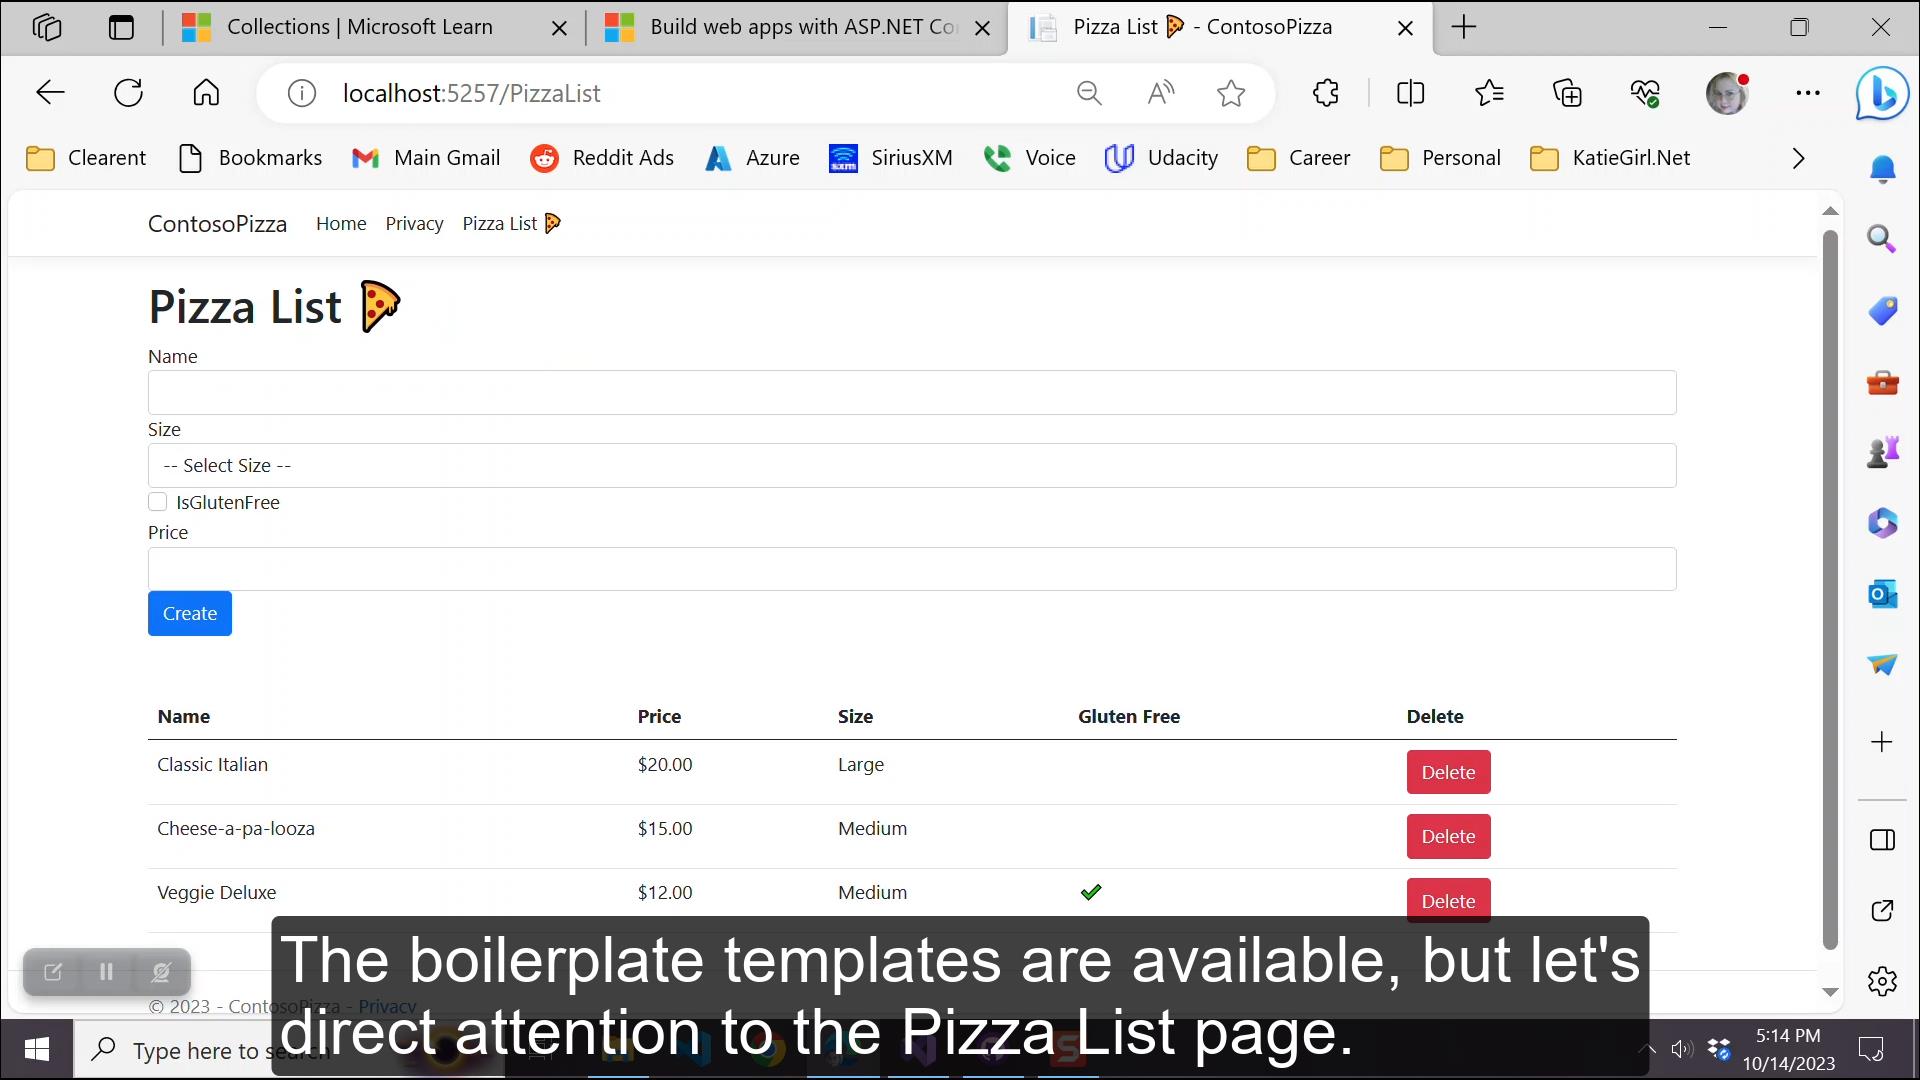 Collections | Microsoft Learn
Build web apps with ASP.NET Co
Pizza List 🍕 - ContosoPizza
localhost:5257/PizzaList
Clearent
Bookmarks
Main Gmail
Reddit Ads
Azure
SiriusXM
Voice
Udacity
Career
Personal
KatieGirl.Net
ContosoPizza Home Privacy Pizza List 🍕
Pizza List 🍕
Name
Size
-- Select Size --
IsGlutenFree
Price
Create
Name Price Size Gluten Free Delete
Classic Italian $20.00 Large Delete
Cheese-a-pa-looza $15.00 Medium Delete
Veggie Deluxe $12.00 Medium ✔ Delete
The boilerplate templates are available, but let's
direct attention to the Pizza List page.
© 2023 - ContosoPizza - Privacy
Type here to search
5:14 PM
10/14/2023